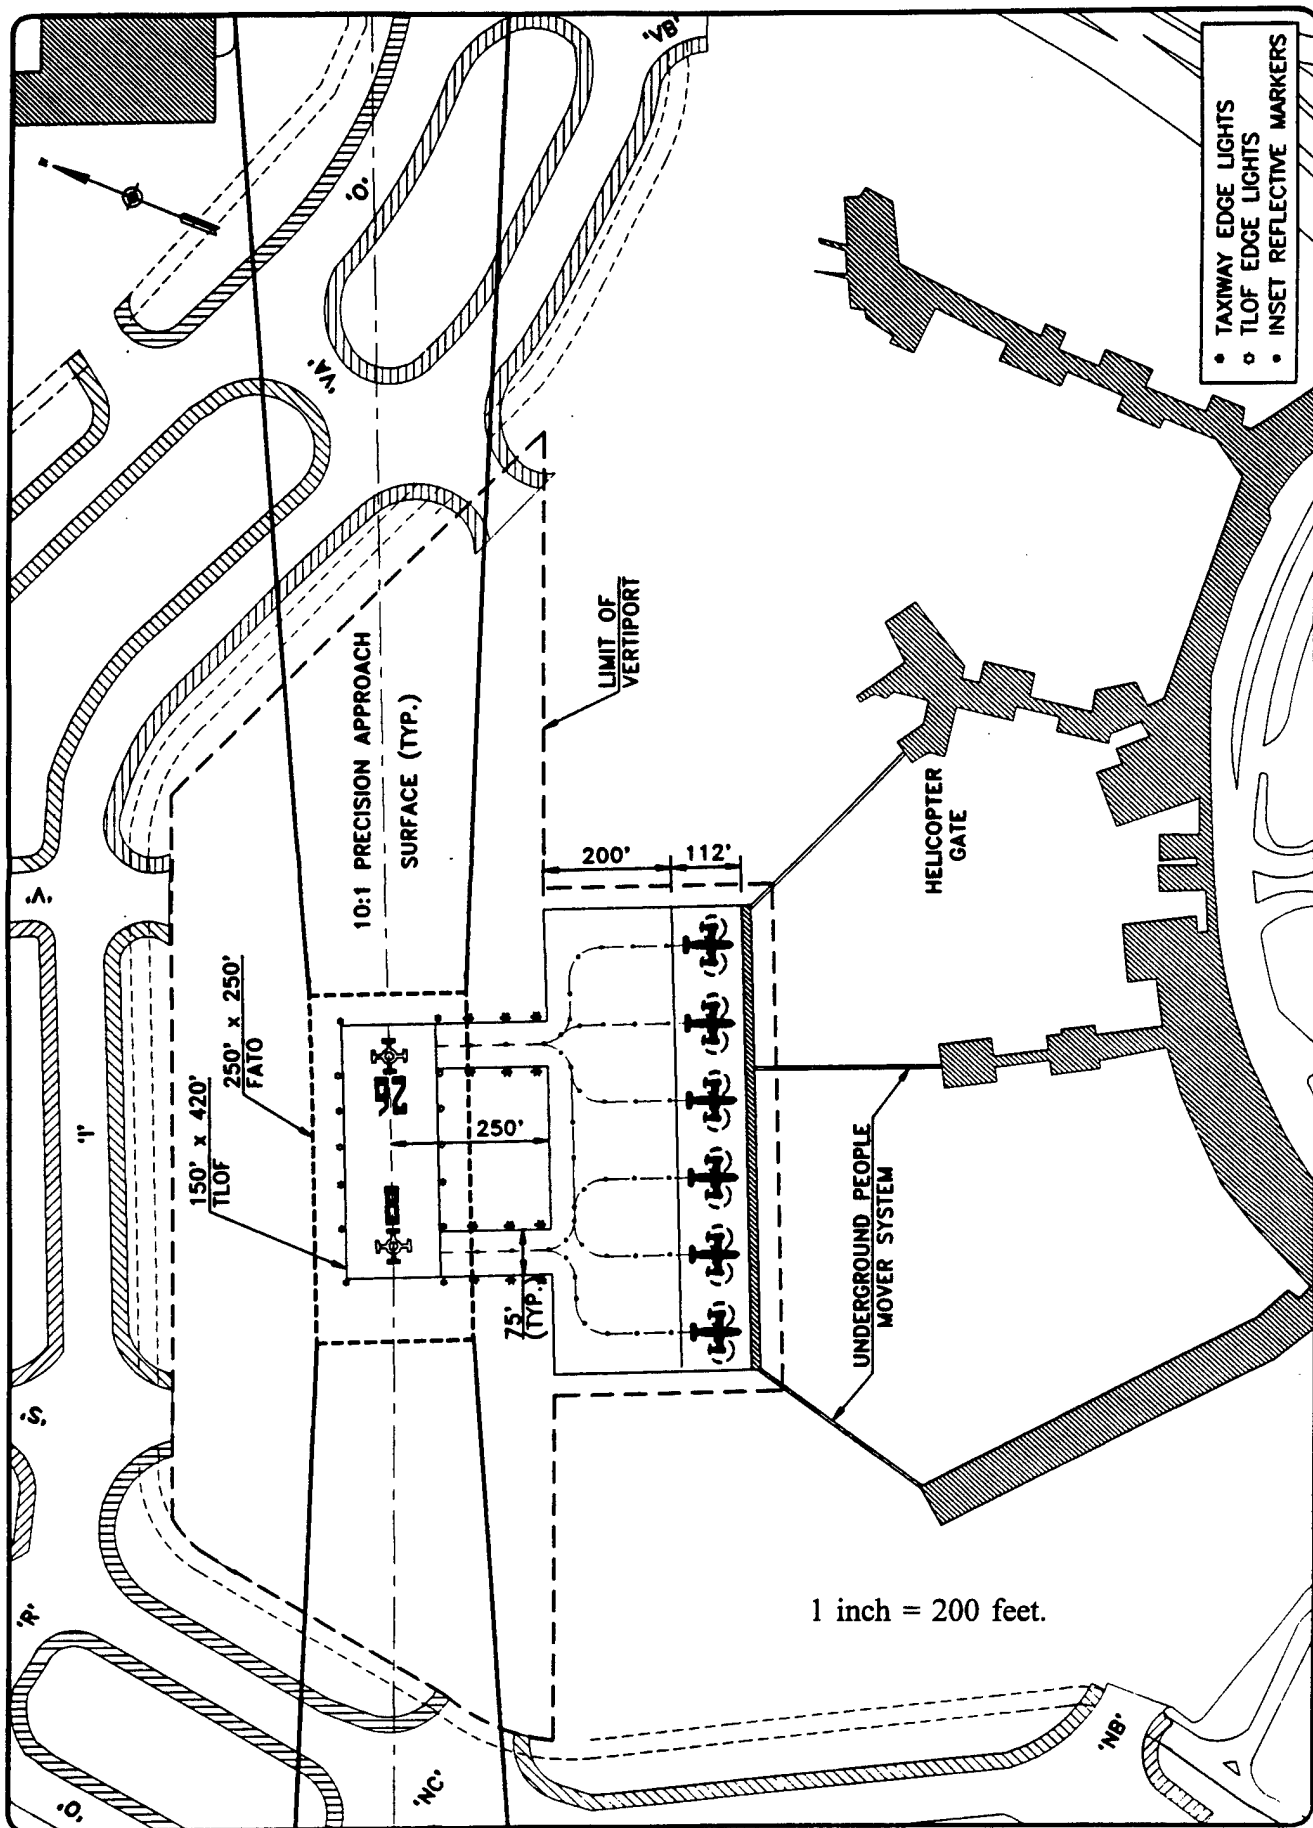 'VB'
'O'
'VA'
'V'
'I'
'S'
'R'
'Q'
'NC'
'NB'
• TAXIWAY EDGE LIGHTS
○ TLOF EDGE LIGHTS
• INSET REFLECTIVE MARKERS
10:1 PRECISION APPROACH
SURFACE (TYP.)
LIMIT OF
VERTIPORT
250' x 250'
FATO
150' x 420'
TLOF
26
200'
112'
250'
75'
(TYP.)
HELICOPTER
GATE
UNDERGROUND PEOPLE
MOVER SYSTEM
1 inch = 200 feet.